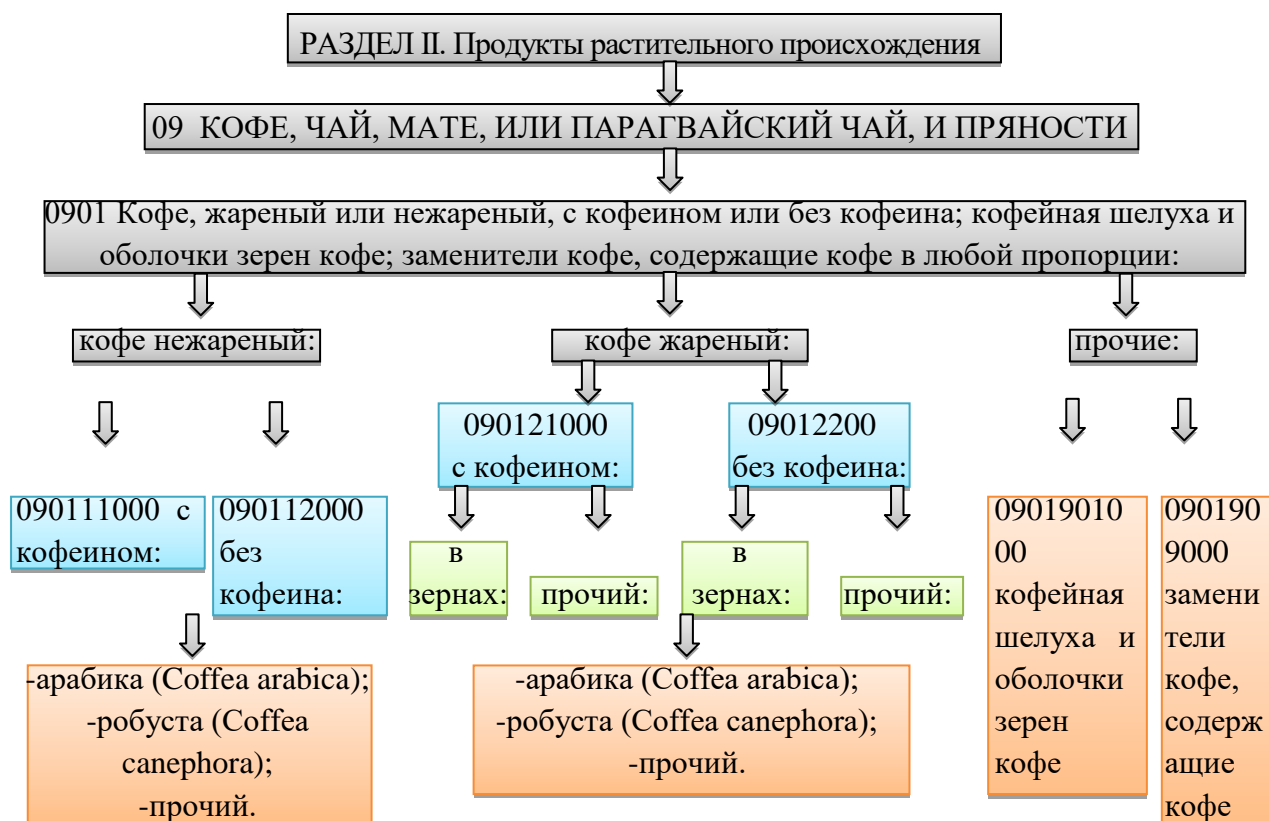 РАЗДЕЛ II. Продукты растительного происхождения
09 КОФЕ, ЧАЙ, МАТЕ, ИЛИ ПАРАГВАЙСКИЙ ЧАЙ, И ПРЯНОСТИ
0901 Кофе, жареный или нежареный, с кофеином или без кофеина; кофейная шелуха и
оболочки зерен кофе; заменители кофе, содержащие кофе в любой пропорции:
кофе нежареный:
кофе жареный:
прочие:
090121000
с кофеином:
09012200
без кофеина:
090111000 с
кофеином:
090112000
без
кофеина:
в
зернах:
прочий:
в
зернах:
прочий:
09019010
00
кофейная
шелуха и
оболочки
зерен
кофе
090190
9000
замени
тели
кофе,
содерж
ащие
кофе
-арабика (Coffea arabica);
-робуста (Coffea
canephora);
-прочий.
-арабика (Coffea arabica);
-робуста (Coffea canephora);
-прочий.